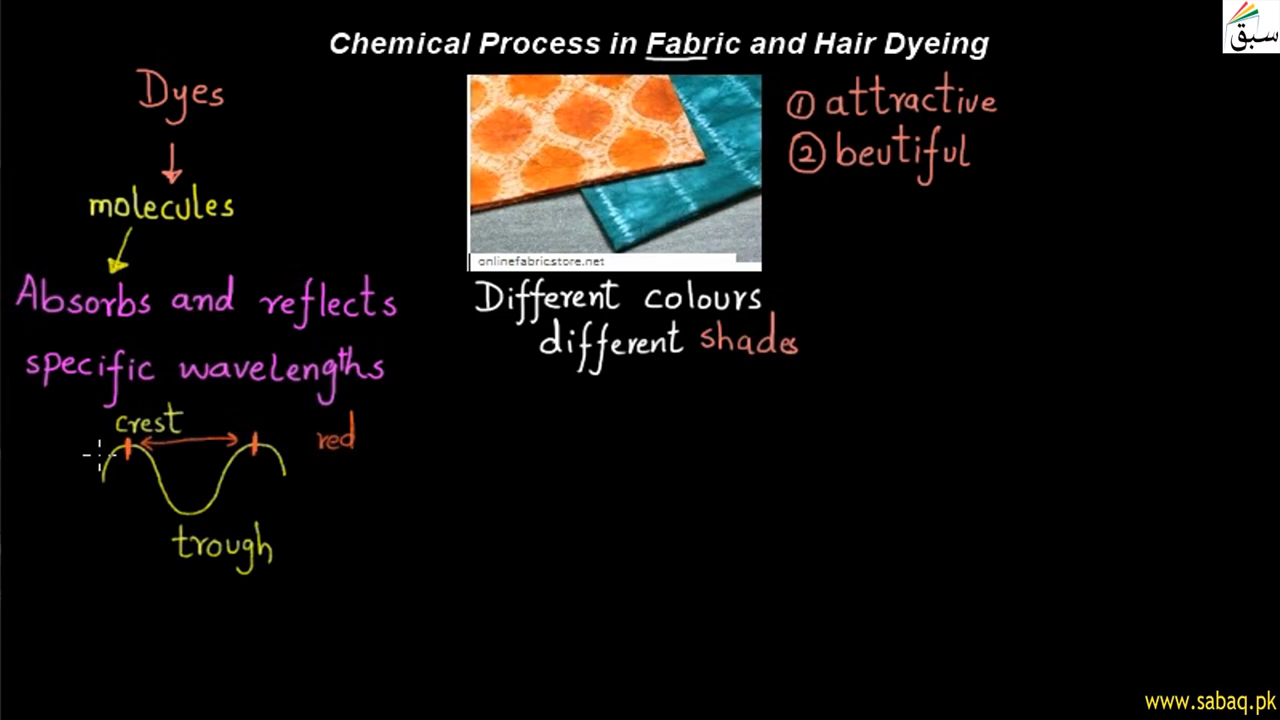 Chemical Process in Fabric and Hair Dyeing
سبق
Dyes
molecules
Absorbs and reflects
specific wavelengths
crest
red
trough
onlinefabricstore.net
Different colours
different shades
① attractive
② beutiful
www.sabaq.pk